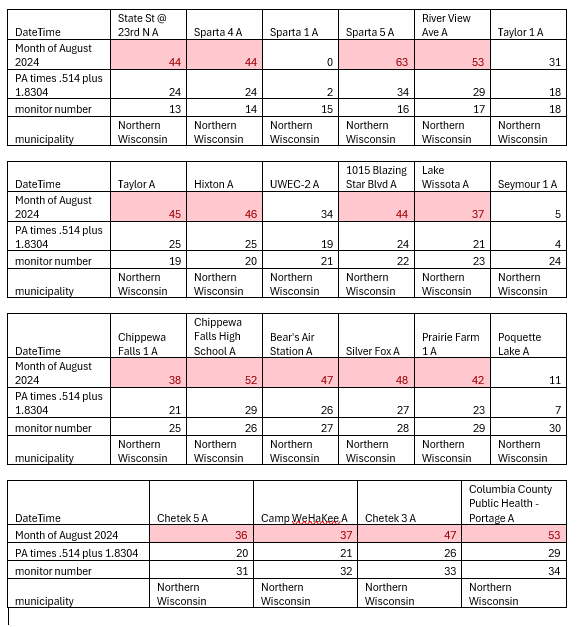 DateTime State St @ 23rd N A Sparta 4 A Sparta 1 A Sparta 5 A River View Ave A Taylor 1 A
Month of August 2024 44 44 0 63 53 31
PA times .514 plus 1.8304 24 24 2 34 29 18
monitor number 13 14 15 16 17 18
municipality Northern Wisconsin Northern Wisconsin Northern Wisconsin Northern Wisconsin Northern Wisconsin Northern Wisconsin
DateTime Taylor A Hixton A UWEC-2 A 1015 Blazing Star Blvd A Lake Wissota A Seymour 1 A
Month of August 2024 45 46 34 44 37 5
PA times .514 plus 1.8304 25 25 19 24 21 4
monitor number 19 20 21 22 23 24
municipality Northern Wisconsin Northern Wisconsin Northern Wisconsin Northern Wisconsin Northern Wisconsin Northern Wisconsin
DateTime Chippewa Falls 1 A Chippewa Falls High School A Bear's Air Station A Silver Fox A Prairie Farm 1 A Poquette Lake A
Month of August 2024 38 52 47 48 42 11
PA times .514 plus 1.8304 21 29 26 27 23 7
monitor number 25 26 27 28 29 30
municipality Northern Wisconsin Northern Wisconsin Northern Wisconsin Northern Wisconsin Northern Wisconsin Northern Wisconsin
DateTime Chetek 5 A Camp WeHaKee A Chetek 3 A Columbia County Public Health - Portage A
Month of August 2024 36 37 47 53
PA times .514 plus 1.8304 20 21 26 29
monitor number 31 32 33 34
municipality Northern Wisconsin Northern Wisconsin Northern Wisconsin Northern Wisconsin